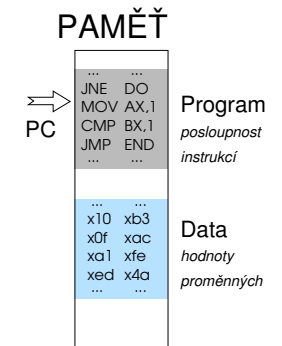 PAMĚŤ
... ...
JNE DO
MOV AX,1
CMP BX,1
JMP END
... ...
PC
Program
posloupnost
instrukcí
... ...
x10 xb3
x0f xac
xa1 xfe
xed x4a
... ...
Data
hodnoty
proměnných